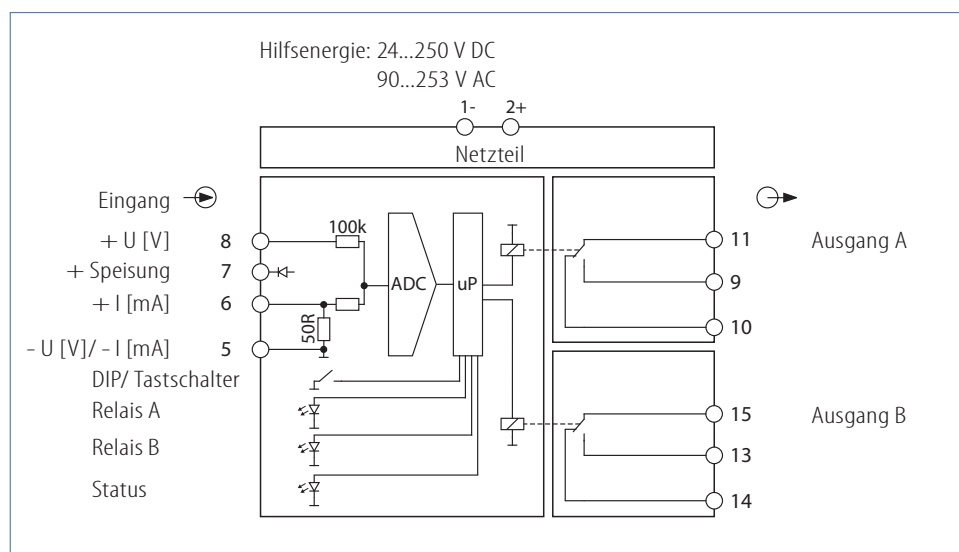 Hilfsenergie: 24...250 V DC
90...253 V AC
1- 2+
Netzteil
Eingang
+ U [V] 8 100k 11 Ausgang A
+ Speisung 7 ADC uP 9
+ I [mA] 6
50R
10
- U [V]/ - I [mA] 5
DIP/ Tastschalter
Relais A 15 Ausgang B
Relais B 13
Status 14